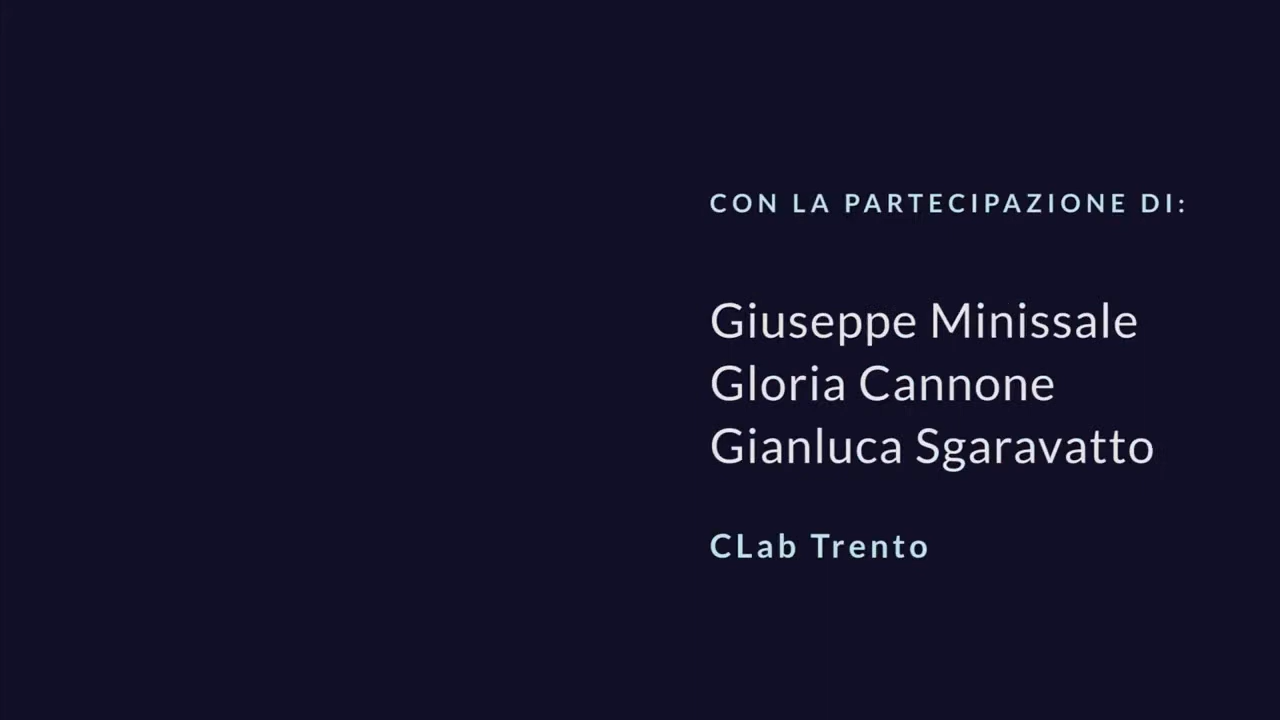 CON LA PARTECIPAZIONE DI:
Giuseppe Minissale
Gloria Cannone
Gianluca Sgaravatto
CLab Trento